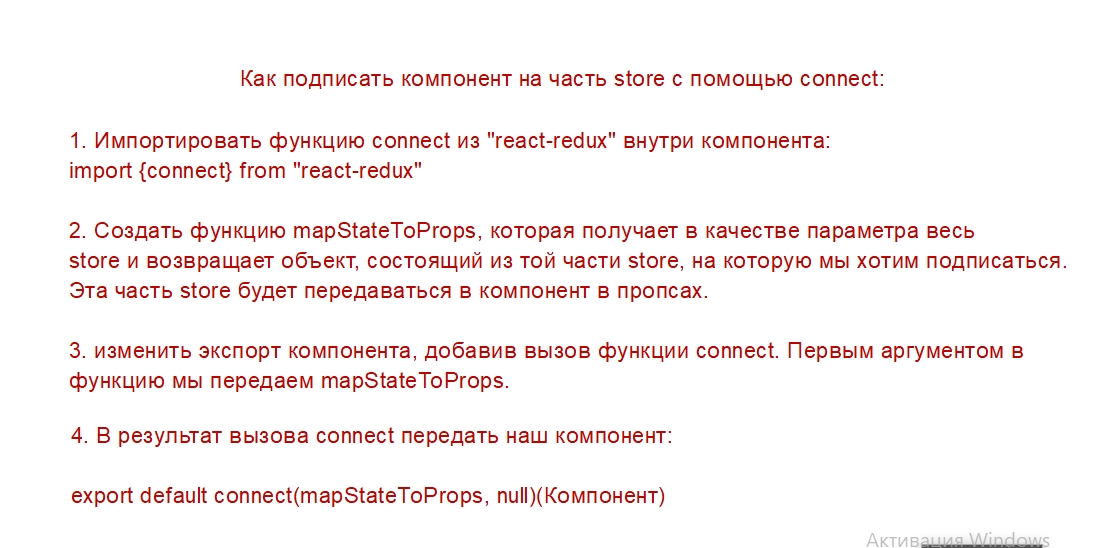 Как подписать компонент на часть store с помощью connect:
1. Импортировать функцию connect из "react-redux" внутри компонента:
import {connect} from "react-redux"
2. Создать функцию mapStateToProps, которая получает в качестве параметра весь
store и возвращает объект, состоящий из той части store, на которую мы хотим подписаться.
Эта часть store будет передаваться в компонент в пропсах.
3. изменить экспорт компонента, добавив вызов функции connect. Первым аргументом в
функцию мы передаем mapStateToProps.
4. В результат вызова connect передать наш компонент:
export default connect(mapStateToProps, null)(Компонент)
Активация Windows